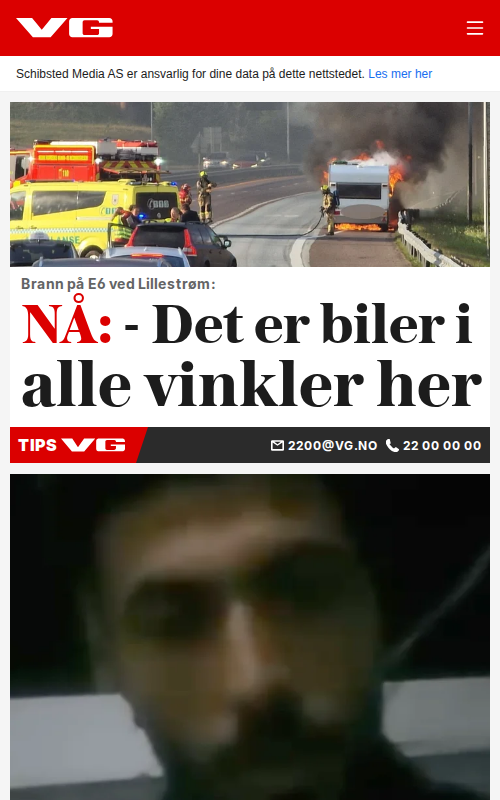 VG
Schibsted Media AS er ansvarlig for dine data på dette nettstedet. Les mer her
Brann på E6 ved Lillestrøm:
NÅ: - Det er biler i
alle vinkler her
TIPS VG 2200@VG.NO 22 00 00 00